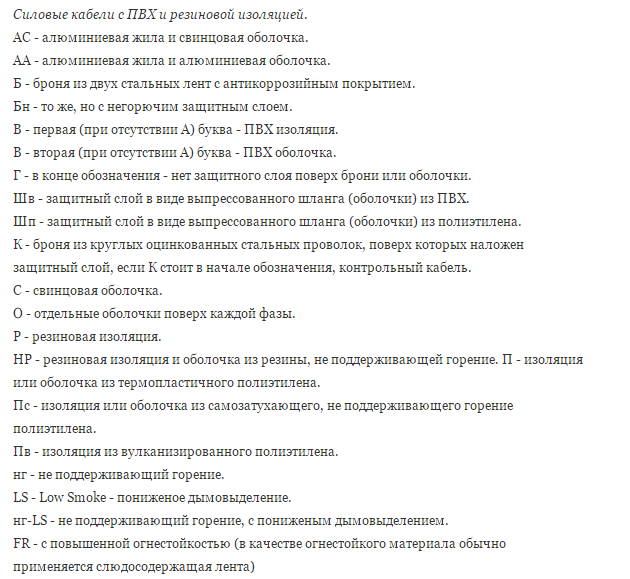 Силовые кабели с ПВХ и резиновой изоляцией.
АС - алюминиевая жила и свинцовая оболочка.
АА - алюминиевая жила и алюминиевая оболочка.
Б - броня из двух стальных лент с антикоррозийным покрытием.
Бн - то же, но с негорючим защитным слоем.
В - первая (при отсутствии А) буква - ПВХ изоляция.
В - вторая (при отсутствии А) буква - ПВХ оболочка.
Г - в конце обозначения - нет защитного слоя поверх брони или оболочки.
Шв - защитный слой в виде выпрессованного шланга (оболочки) из ПВХ.
Шп - защитный слой в виде выпрессованного шланга (оболочки) из полиэтилена.
К - броня из круглых оцинкованных стальных проволок, поверх которых наложен
защитный слой, если К стоит в начале обозначения, контрольный кабель.
С - свинцовая оболочка.
О - отдельные оболочки поверх каждой фазы.
Р - резиновая изоляция.
НР - резиновая изоляция и оболочка из резины, не поддерживающей горение. П - изоляция
или оболочка из термопластичного полиэтилена.
Пс - изоляция или оболочка из самозатухающего, не поддерживающего горение
полиэтилена.
Пв - изоляция из вулканизированного полиэтилена.
нг - не поддерживающий горение.
LS - Low Smoke - пониженое дымовыделение.
нг-LS - не поддерживающий горение, с пониженым дымовыделением.
FR - с повышенной огнестойкостью (в качестве огнестойкого материала обычно
применяется слюдосодержащая лента)